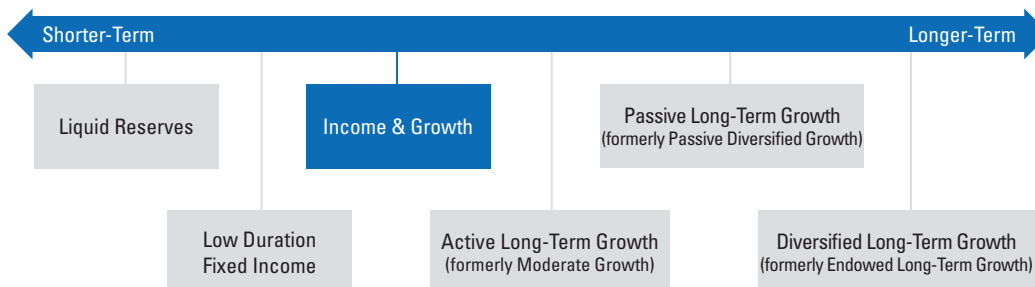 Shorter-Term
Longer-Term
Liquid Reserves
Income & Growth
Passive Long-Term Growth
(formerly Passive Diversified Growth)
Low Duration
Fixed Income
Active Long-Term Growth
(formerly Moderate Growth)
Diversified Long-Term Growth
(formerly Endowed Long-Term Growth)